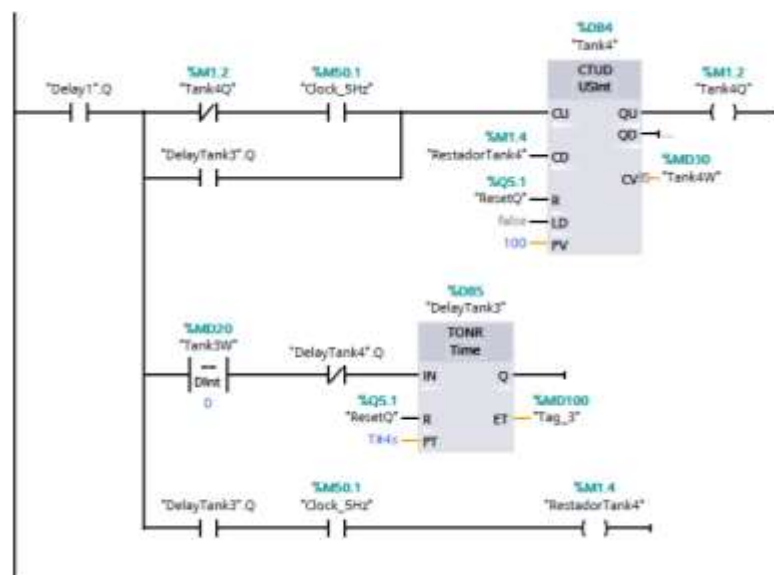 %DB4
"Tank4"
%M1.2
%M50.1
CTUD
%M1.2
"Delay1".Q
"Tank4Q"
"Clock_5Hz"
USInt
"Tank4Q"
CU
QU
QD
...
"DelayTank3".Q
%M1.4
"RestadorTank4"
CD
%MD30
CV
"Tank4W"
%Q5.1
"ResetQ"
R
false
LD
100
PV
%DB5
"DelayTank3"
%MD20
"Tank3W"
"DelayTank4".Q
TONR
Time
==
DInt
0
IN
Q
%Q5.1
%MD100
"ResetQ"
R
ET
"Tag_3"
T#4s
PT
%M50.1
%M1.4
"DelayTank3".Q
"Clock_5Hz"
"RestadorTank4"